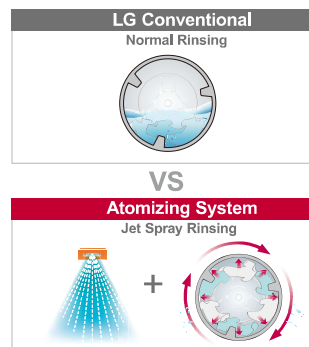 LG Conventional
Normal Rinsing
VS
Atomizing System
Jet Spray Rinsing
+